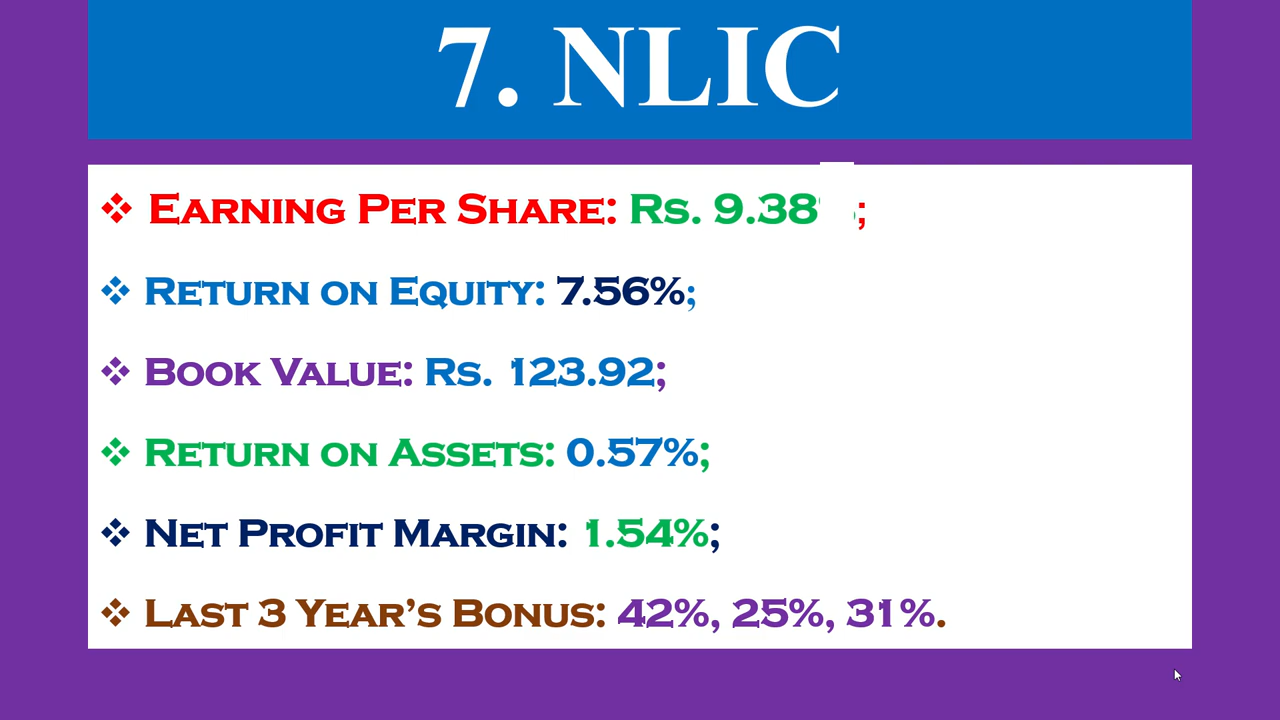 7. NLIC
❖ Earning Per Share: Rs. 9.38 ;
❖ Return on Equity: 7.56%;
❖ Book Value: Rs. 123.92;
❖ Return on Assets: 0.57%;
❖ Net Profit Margin: 1.54%;
❖ Last 3 Year’s Bonus: 42%, 25%, 31%.